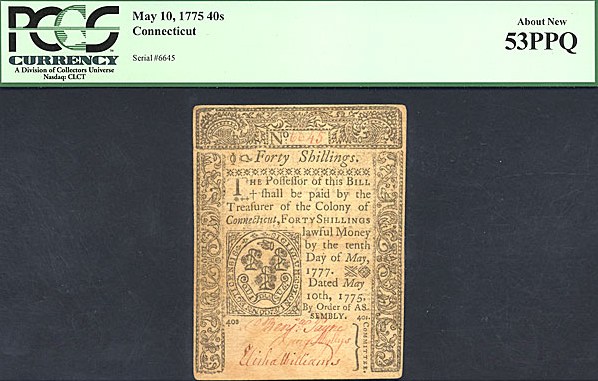 PCGS
CURRENCY
A Division of Collectors Universe
Nasdaq: CLCT
May 10, 1775 40s
Connecticut
Serial #6645
About New
53PPQ
No 6645
Forty Shillings.
THE Possessor of this BILL
shall be paid by the
Treasurer of the Colony of
Connecticut, FORTY SHILLINGS
lawful Money
by the tenth
Day of May,
1777.
Dated May
10th, 1775.
By Order of AS-
SEMBLY.
40s
40s.
COMMITTEE.
Elisha Williams